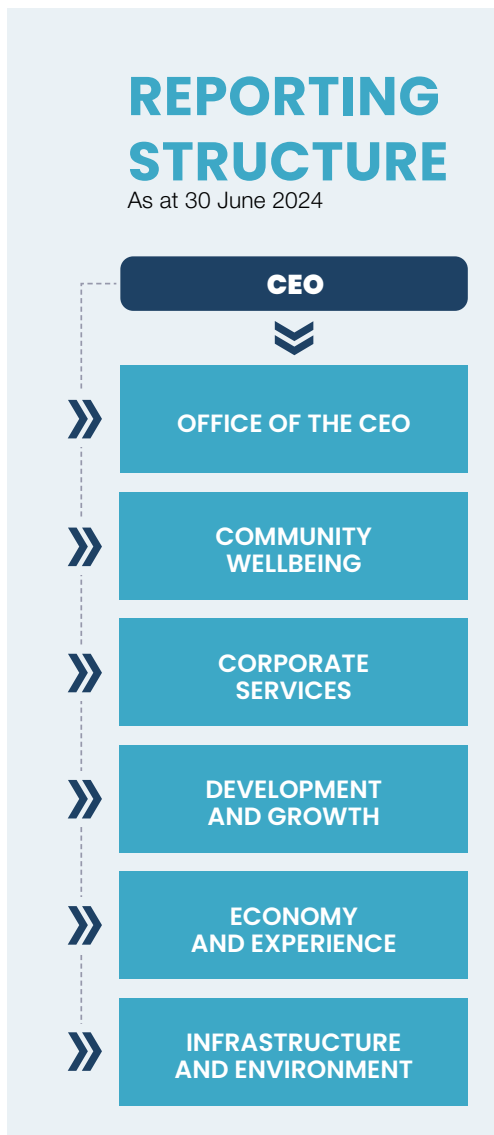 REPORTING
STRUCTURE
As at 30 June 2024
CEO
OFFICE OF THE CEO
COMMUNITY
WELLBEING
CORPORATE
SERVICES
DEVELOPMENT
AND GROWTH
ECONOMY
AND EXPERIENCE
INFRASTRUCTURE
AND ENVIRONMENT